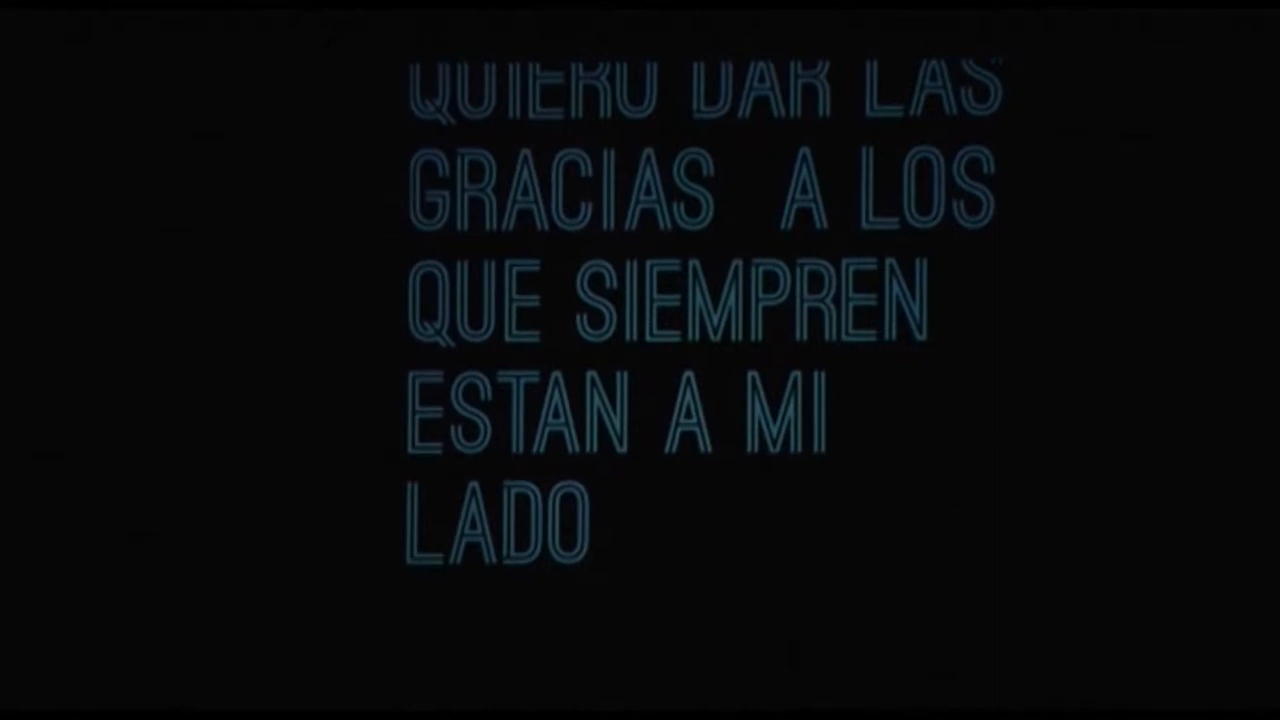 QUIERO DAR LAS
GRACIAS A LOS
QUE SIEMPREN
ESTAN A MI
LADO